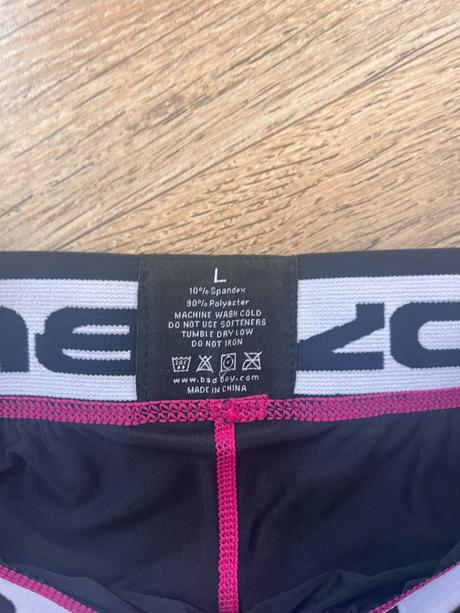 L
10% Spandex
90% Polyester
MACHINE WASH COLD
DO NOT USE SOFTENERS
TUMBLE DRY LOW
DO NOT IRON
www.badboy.com
MADE IN CHINA